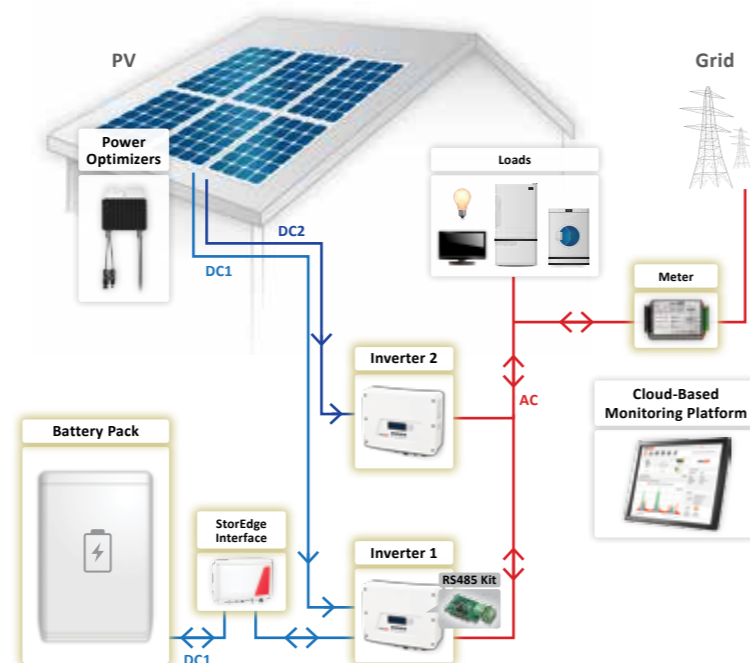 PV
Grid
Power
Optimizers
Loads
DC2
DC1
Meter
Inverter 2
AC
Cloud-Based
Monitoring Platform
Battery Pack
StorEdge
Interface
Inverter 1
RS485 Kit
DC1